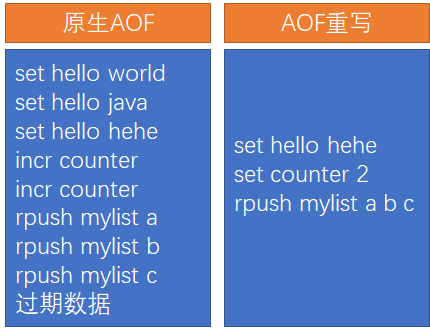 原生AOF
set hello world
set hello java
set hello hehe
incr counter
incr counter
rpush mylist a
rpush mylist b
rpush mylist c
过期数据
AOF重写
set hello hehe
set counter 2
rpush mylist a b c